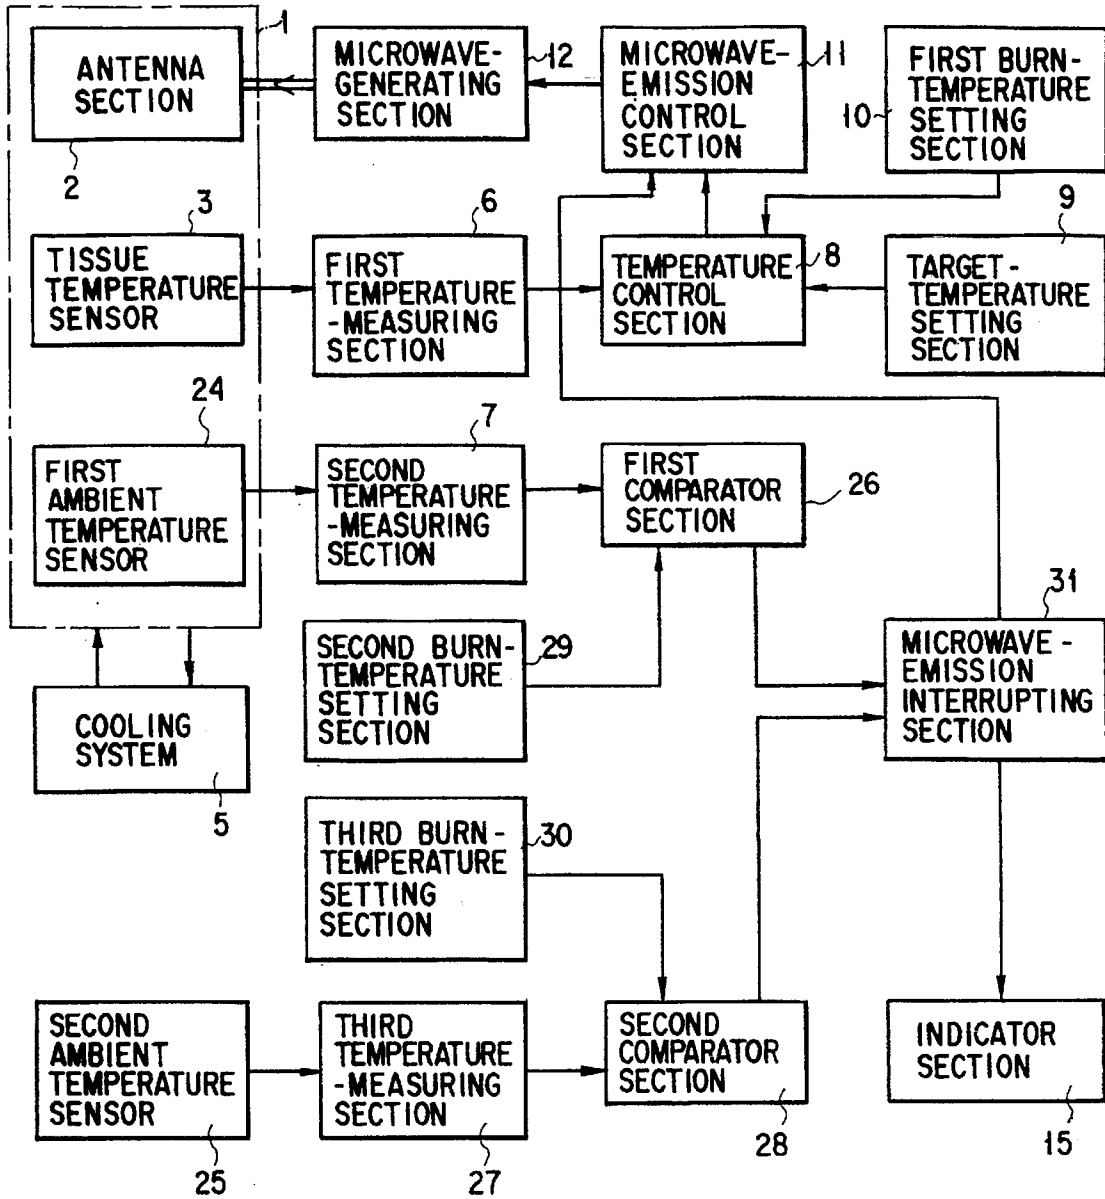 1
ANTENNA
SECTION
2
MICROWAVE-
GENERATING
SECTION
12
MICROWAVE-
EMISSION
CONTROL
SECTION
11
FIRST BURN-
TEMPERATURE
SETTING
SECTION
10
3
TISSUE
TEMPERATURE
SENSOR
6
FIRST
TEMPERATURE
-MEASURING
SECTION
TEMPERATURE
CONTROL
SECTION
8
9
TARGET-
TEMPERATURE
SETTING
SECTION
24
FIRST
AMBIENT
TEMPERATURE
SENSOR
7
SECOND
TEMPERATURE
-MEASURING
SECTION
FIRST
COMPARATOR
SECTION
26
SECOND BURN-
TEMPERATURE
SETTING
SECTION
29
31
MICROWAVE-
EMISSION
INTERRUPTING
SECTION
COOLING
SYSTEM
5
THIRD BURN-
TEMPERATURE
SETTING
SECTION
30
SECOND
AMBIENT
TEMPERATURE
SENSOR
25
THIRD
TEMPERATURE
-MEASURING
SECTION
27
SECOND
COMPARATOR
SECTION
28
INDICATOR
SECTION
15